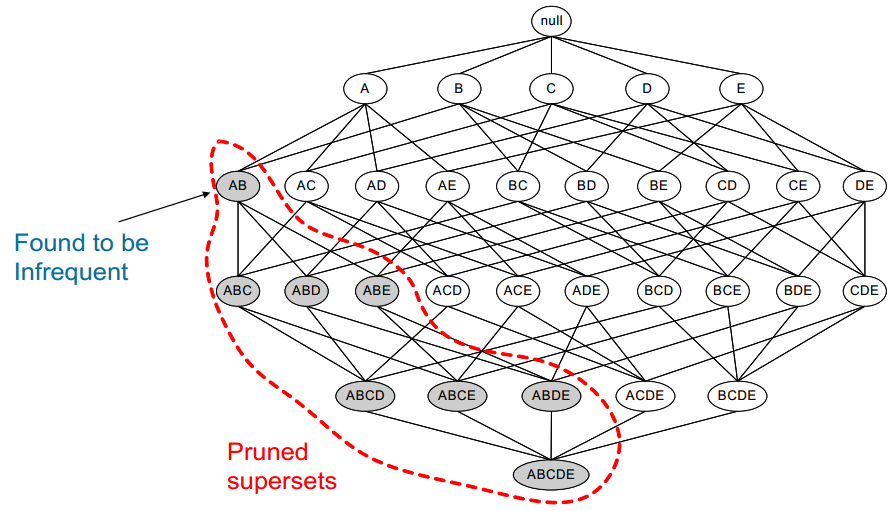 null
A B C D E
AB AC AD AE BC BD BE CD CE DE
Found to be
Infrequent
ABC ABD ABE ACD ACE ADE BCD BCE BDE CDE
ABCD ABCE ABDE ACDE BCDE
Pruned
supersets
ABCDE